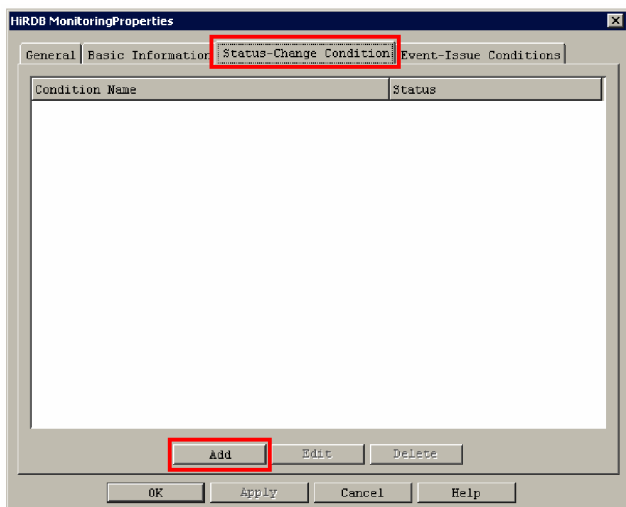 HiRDB MonitoringProperties
General Basic Information Status-Change Condition Event-Issue Conditions
Condition Name Status
Add Edit Delete
OK Apply Cancel Help